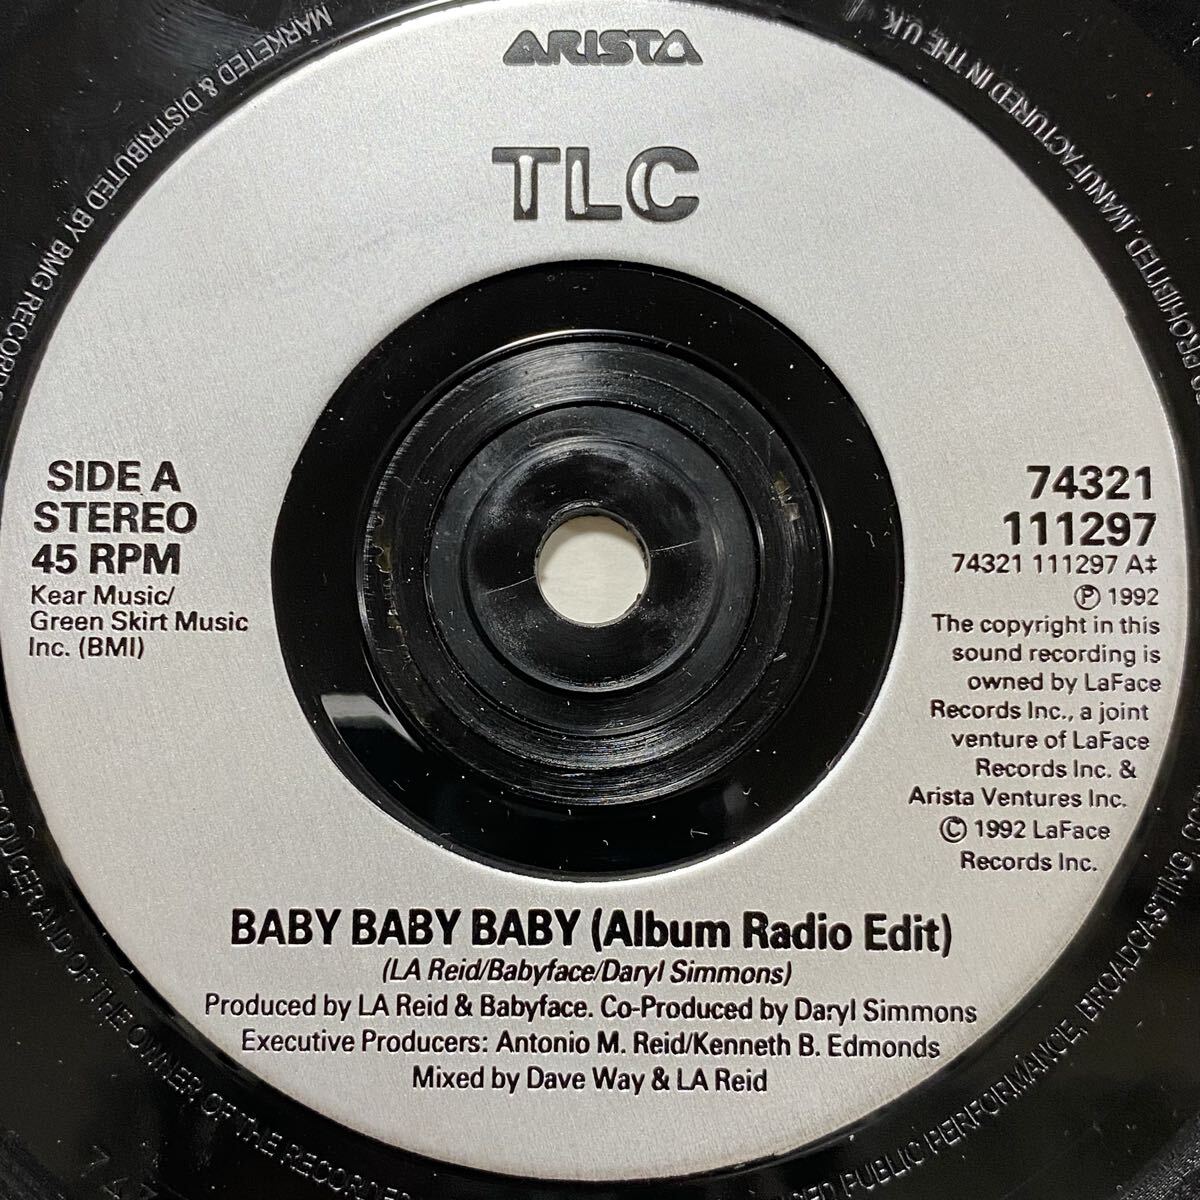 ARISTA
TLC
SIDE A
STEREO
45 RPM
Kear Music/
Green Skirt Music
Inc. (BMI)
74321
111297
74321 111297 A‡
Ⓟ 1992
The copyright in this
sound recording is
owned by LaFace
Records Inc., a joint
venture of LaFace
Records Inc. &
Arista Ventures Inc.
© 1992 LaFace
Records Inc.
BABY BABY BABY (Album Radio Edit)
(LA Reid/Babyface/Daryl Simmons)
Produced by LA Reid & Babyface. Co-Produced by Daryl Simmons
Executive Producers: Antonio M. Reid/Kenneth B. Edmonds
Mixed by Dave Way & LA Reid
MARKETED & DISTRIBUTED BY BMG RECORDS
PRODUCER AND OF THE OWNER OF THE RECORDED
PUBLIC PERFORMANCE, BROADCASTING,
PROHIBITED. MANUFACTURED IN THE U.K.